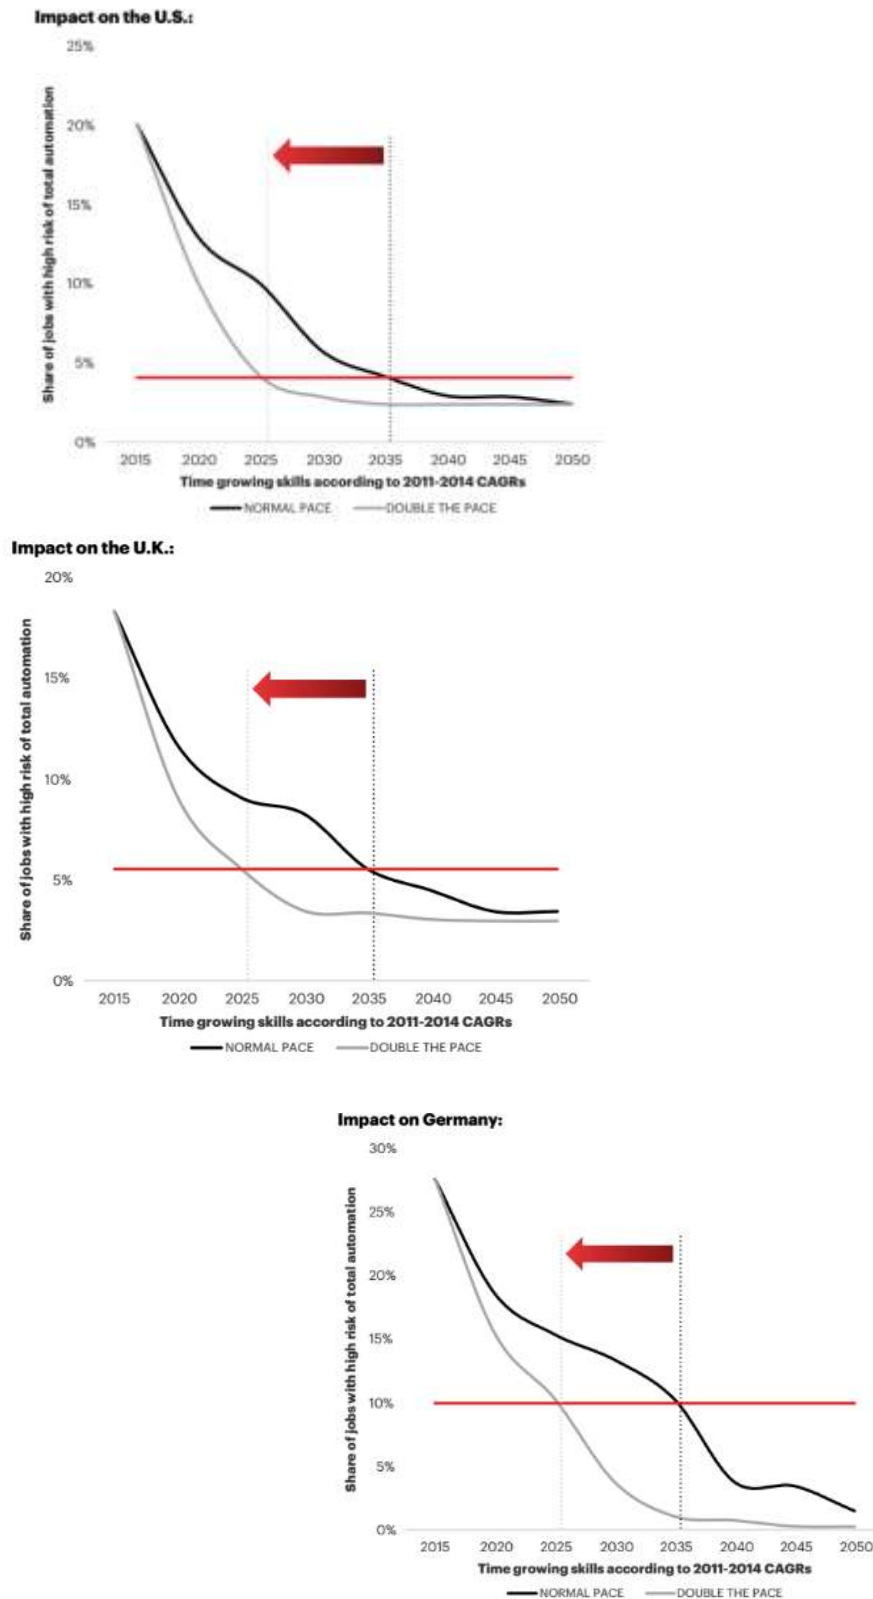 Impact on the U.S.:
25%
20%
15%
10%
5%
0%
Share of jobs with high risk of total automation
2015 2020 2025 2030 2035 2040 2045 2050
Time growing skills according to 2011-2014 CAGRs
NORMAL PACE DOUBLE THE PACE
Impact on the U.K.:
20%
15%
10%
5%
0%
Share of jobs with high risk of total automation
2015 2020 2025 2030 2035 2040 2045 2050
Time growing skills according to 2011-2014 CAGRs
NORMAL PACE DOUBLE THE PACE
Impact on Germany:
30%
25%
20%
15%
10%
5%
0%
Share of jobs with high risk of total automation
2015 2020 2025 2030 2035 2040 2045 2050
Time growing skills according to 2011-2014 CAGRs
NORMAL PACE DOUBLE THE PACE